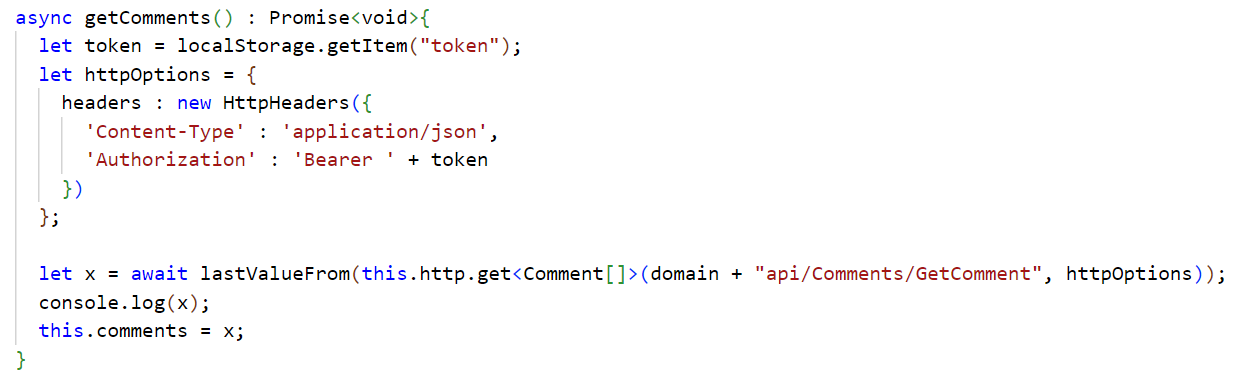 async getComments() : Promise<void>{
  let token = localStorage.getItem("token");
  let httpOptions = {
    headers : new HttpHeaders({
      'Content-Type' : 'application/json',
      'Authorization' : 'Bearer ' + token
    })
  };

  let x = await lastValueFrom(this.http.get<Comment[]>(domain + "api/Comments/GetComment", httpOptions));
  console.log(x);
  this.comments = x;
}